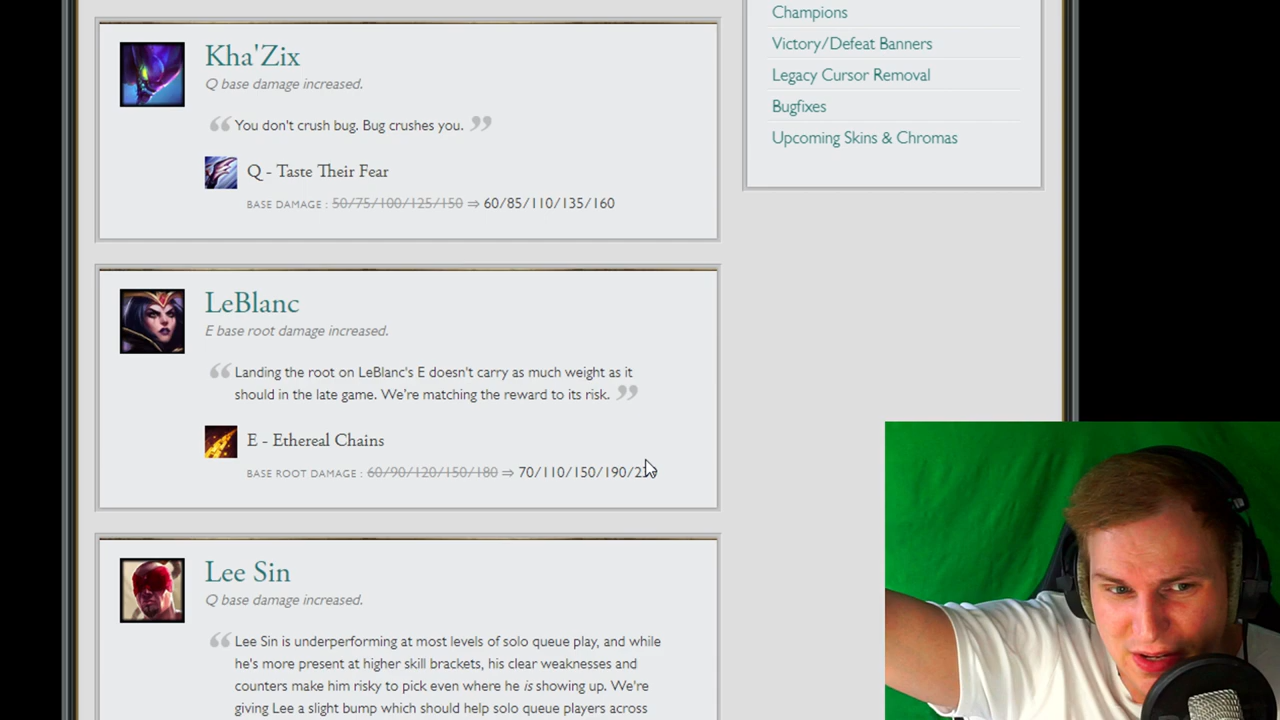 Champions
Victory/Defeat Banners
Legacy Cursor Removal
Bugfixes
Upcoming Skins & Chromas
Kha'Zix
Q base damage increased.
“ You don't crush bug. Bug crushes you. ”
Q - Taste Their Fear
BASE DAMAGE : 50/75/100/125/150 ⇒ 60/85/110/135/160
LeBlanc
E base root damage increased.
“ Landing the root on LeBlanc's E doesn't carry as much weight as it
should in the late game. We're matching the reward to its risk. ”
E - Ethereal Chains
BASE ROOT DAMAGE : 60/90/120/150/180 ⇒ 70/110/150/190/
Lee Sin
Q base damage increased.
“ Lee Sin is underperforming at most levels of solo queue play, and while
he's more present at higher skill brackets, his clear weaknesses and
counters make him risky to pick even where he is showing up. We're
giving Lee a slight bump which should help solo queue players across